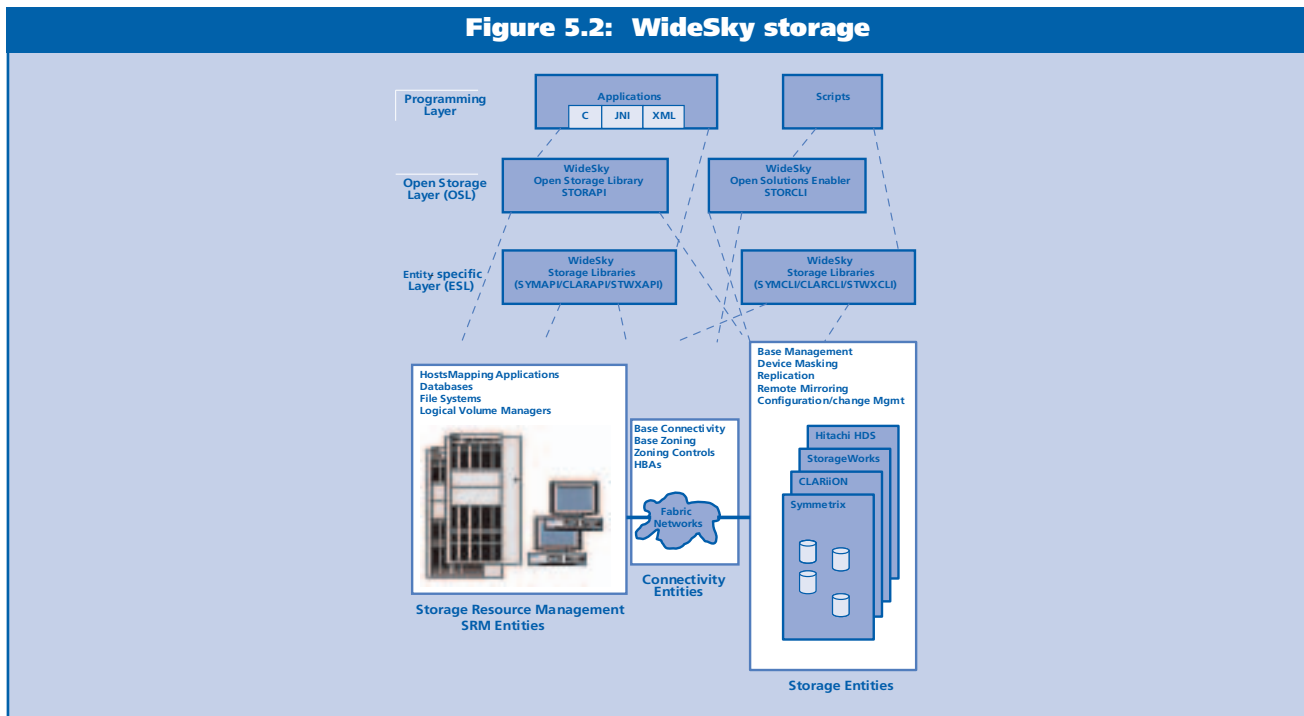 Figure 5.2: WideSky storage
Programming
Layer
Applications
C
JNI
XML
Scripts
Open Storage
Layer (OSL)
WideSky
Open Storage Library
STORAPI
WideSky
Open Solutions Enabler
STORCLI
Entity specific
Layer (ESL)
WideSky
Storage Libraries
(SYMAPI/CLARAPI/STWXAPI)
WideSky
Storage Libraries
(SYMCLI/CLARCLI/STWXCLI)
HostsMapping Applications
Databases
File Systems
Logical Volume Managers
Storage Resource Management
SRM Entities
Base Connectivity
Base Zoning
Zoning Controls
HBAs
Fabric
Networks
Connectivity
Entities
Base Management
Device Masking
Replication
Remote Mirroring
Configuration/change Mgmt
Hitachi HDS
StorageWorks
CLARiiON
Symmetrix
Storage Entities